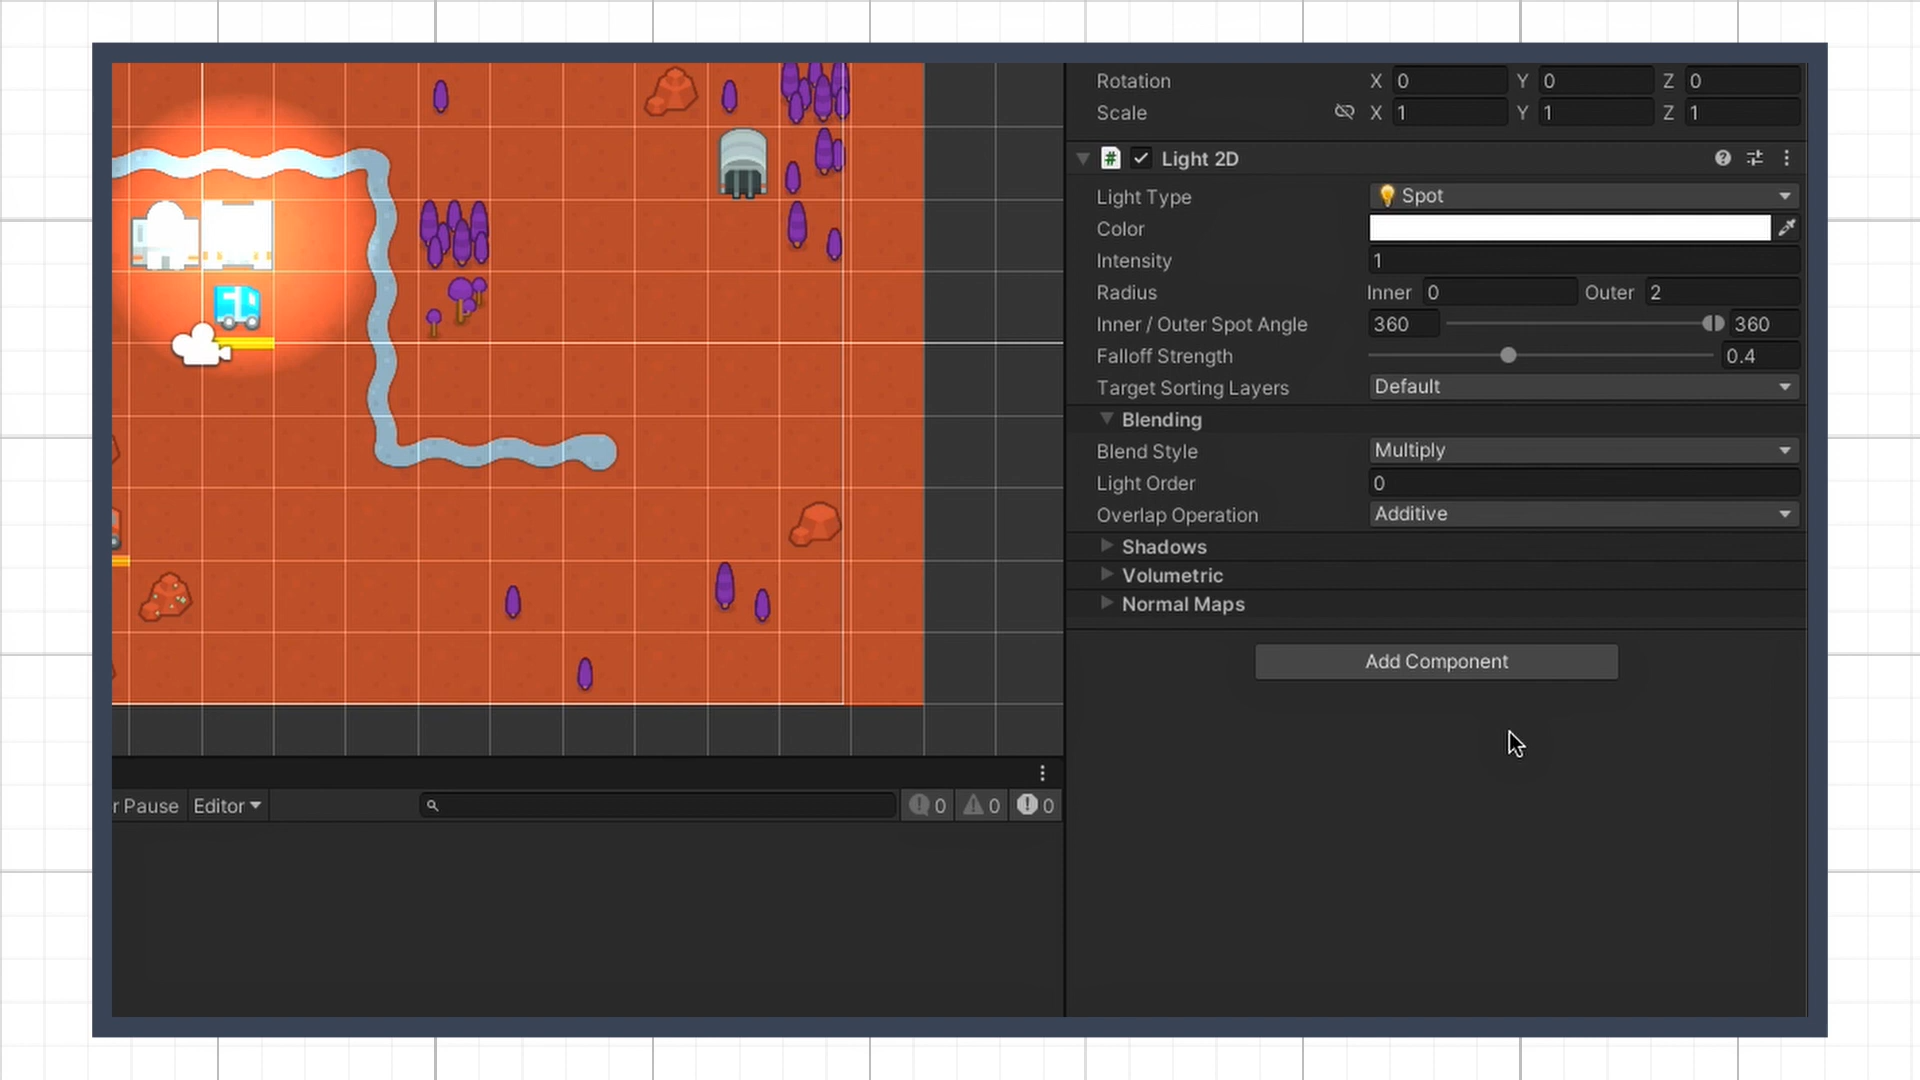 Rotation X 0 Y 0 Z 0
Scale X 1 Y 1 Z 1
# Light 2D
Light Type Spot
Color
Intensity 1
Radius Inner 0 Outer 2
Inner / Outer Spot Angle 360 360
Falloff Strength 0.4
Target Sorting Layers Default
Blending
Blend Style Multiply
Light Order 0
Overlap Operation Additive
Shadows
Volumetric
Normal Maps
Add Component
r Pause Editor 0 0 0